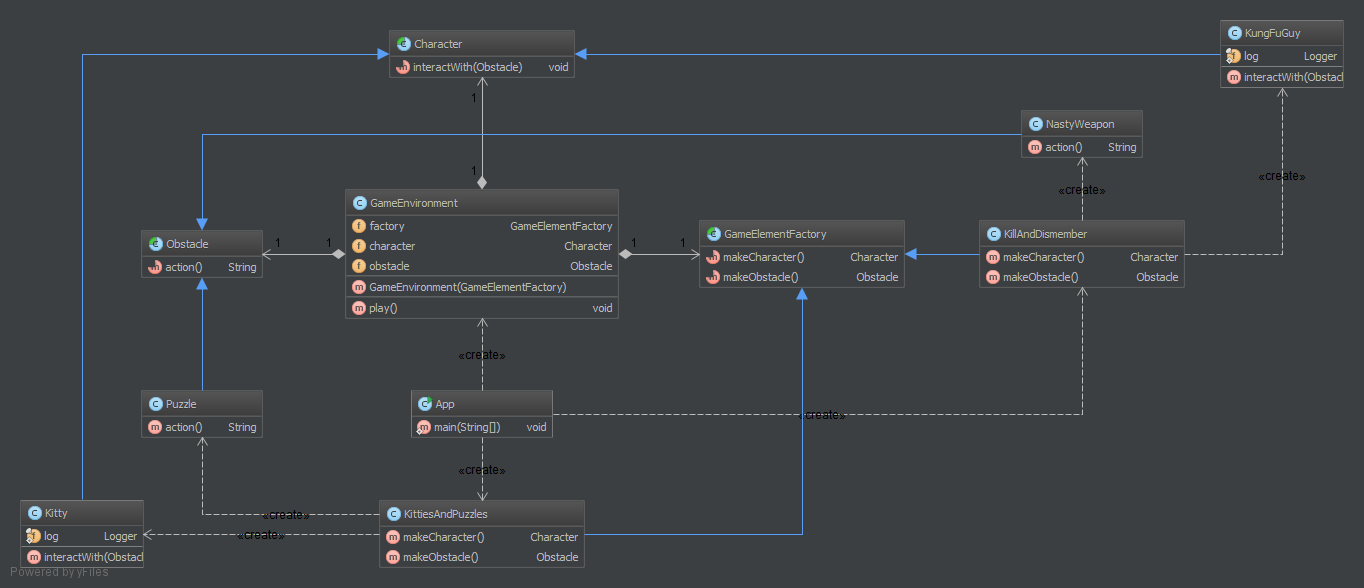 KungFuGuy
log Logger
interactWith(Obstacl
Character
interactWith(Obstacle) void
1
NastyWeapon
action() String
«create»
«create»
1
GameEnvironment
factory GameElementFactory
character Character
obstacle Obstacle
GameEnvironment(GameElementFactory)
play() void
Obstacle
action() String
1 1
1 1
GameElementFactory
makeCharacter() Character
makeObstacle() Obstacle
KillAndDismember
makeCharacter() Character
makeObstacle() Obstacle
«create»
Puzzle
action() String
App
main(String[]) void
«create»
«create»
Kitty
log Logger
interactWith(Obstacl
«create»
«create»
KittiesAndPuzzles
makeCharacter() Character
makeObstacle() Obstacle
Powered by yFiles